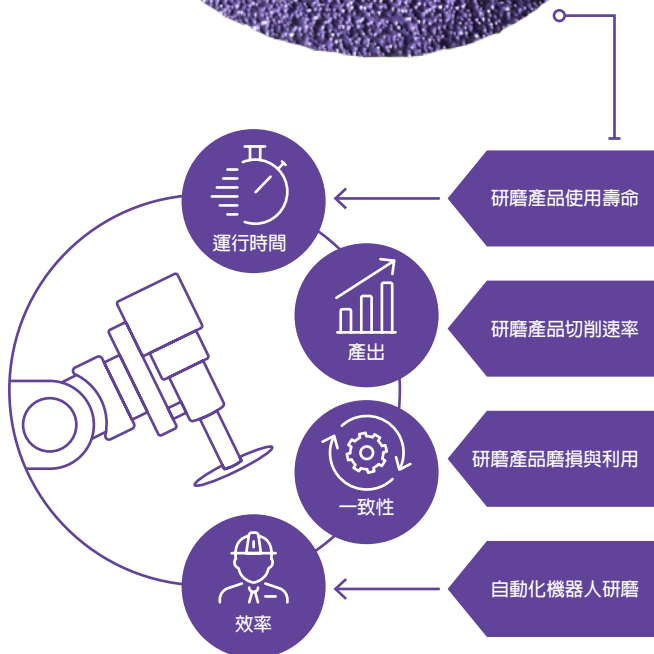 研磨產品使用壽命
運行時間
研磨產品切削速率
產出
研磨產品磨損與利用
一致性
自動化機器人研磨
效率